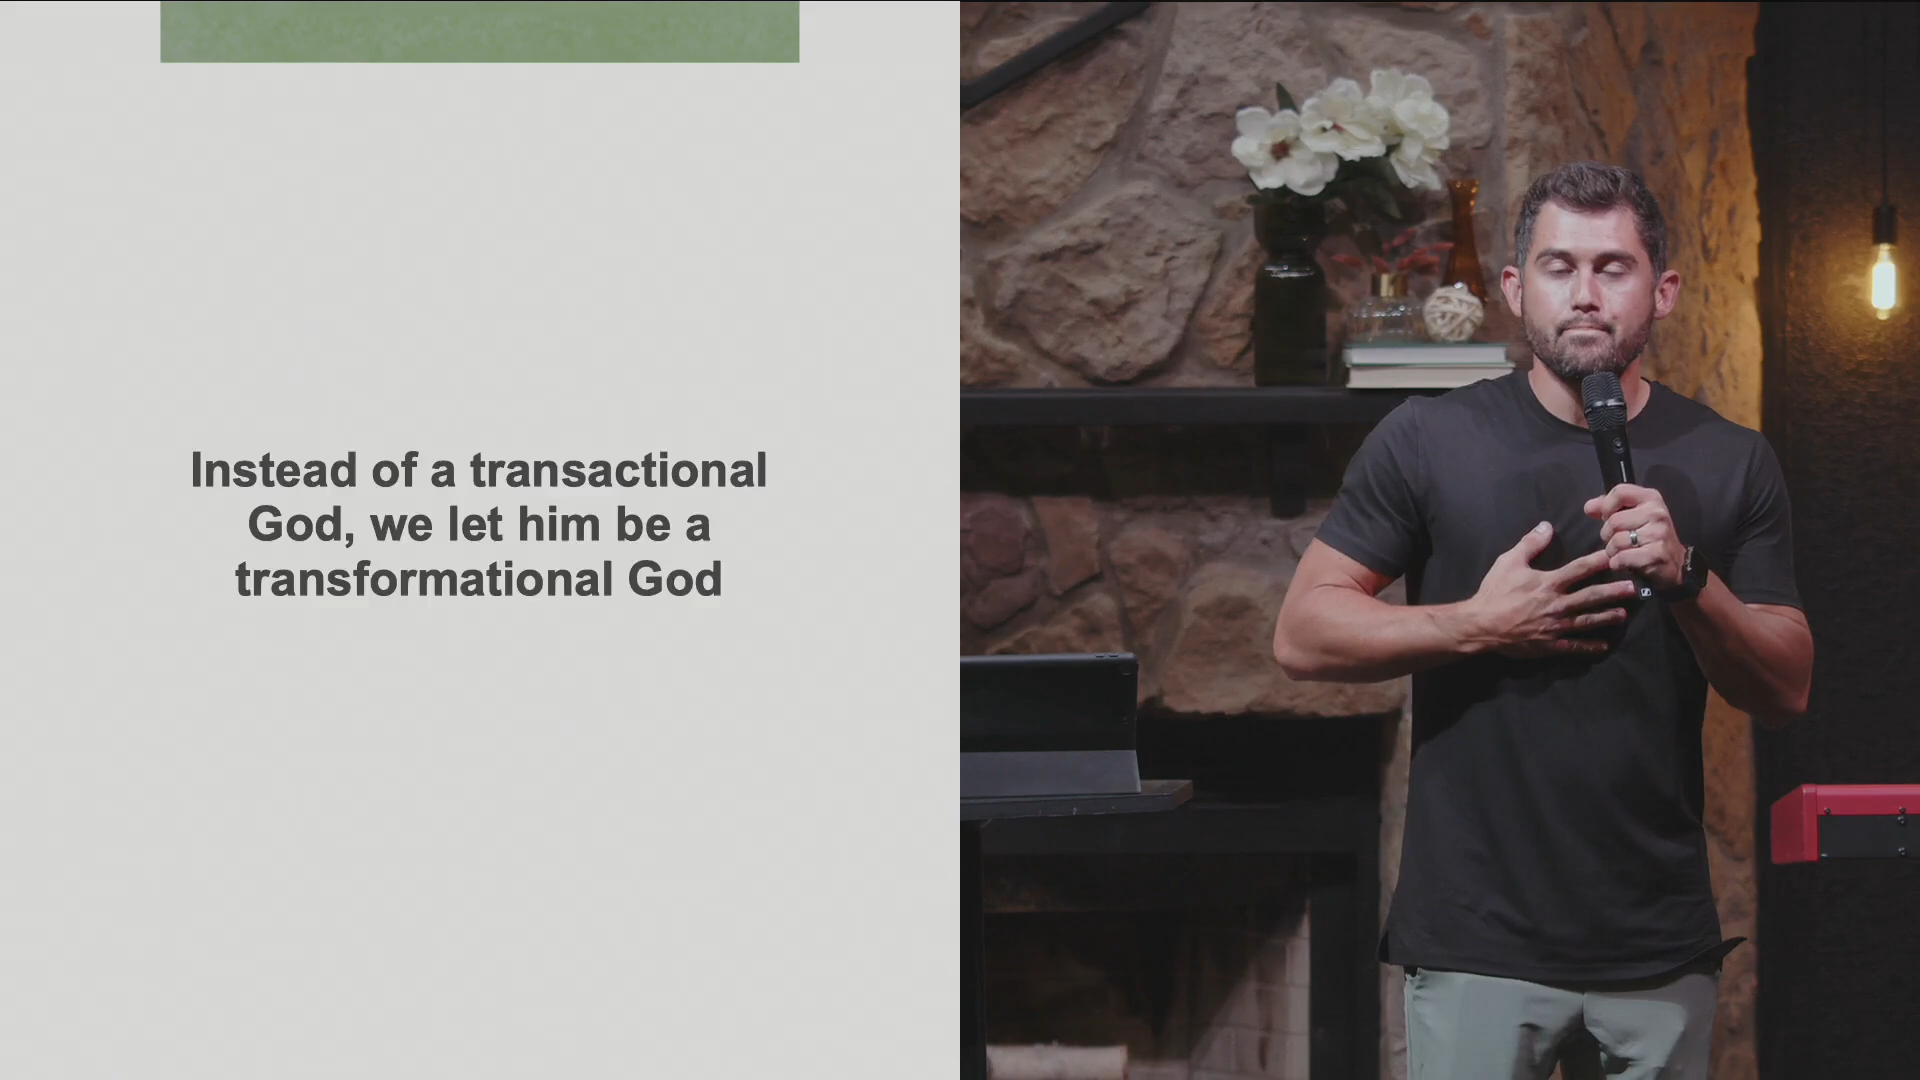 Instead of a transactional
God, we let him be a
transformational God